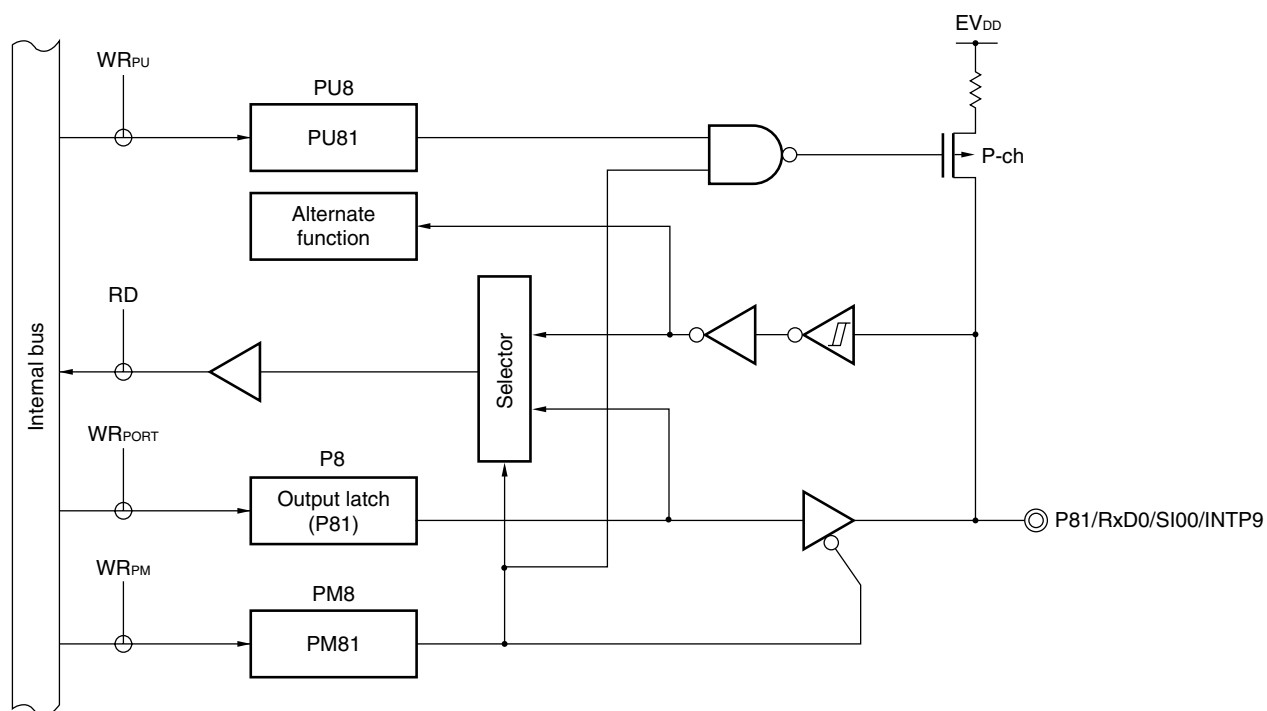 EVDD
WRPU
PU8
PU81
P-ch
Alternate
function
RD
Internal bus
Selector
WRPORT
P8
Output latch
(P81)
P81/RxD0/SI00/INTP9
WRPM
PM8
PM81